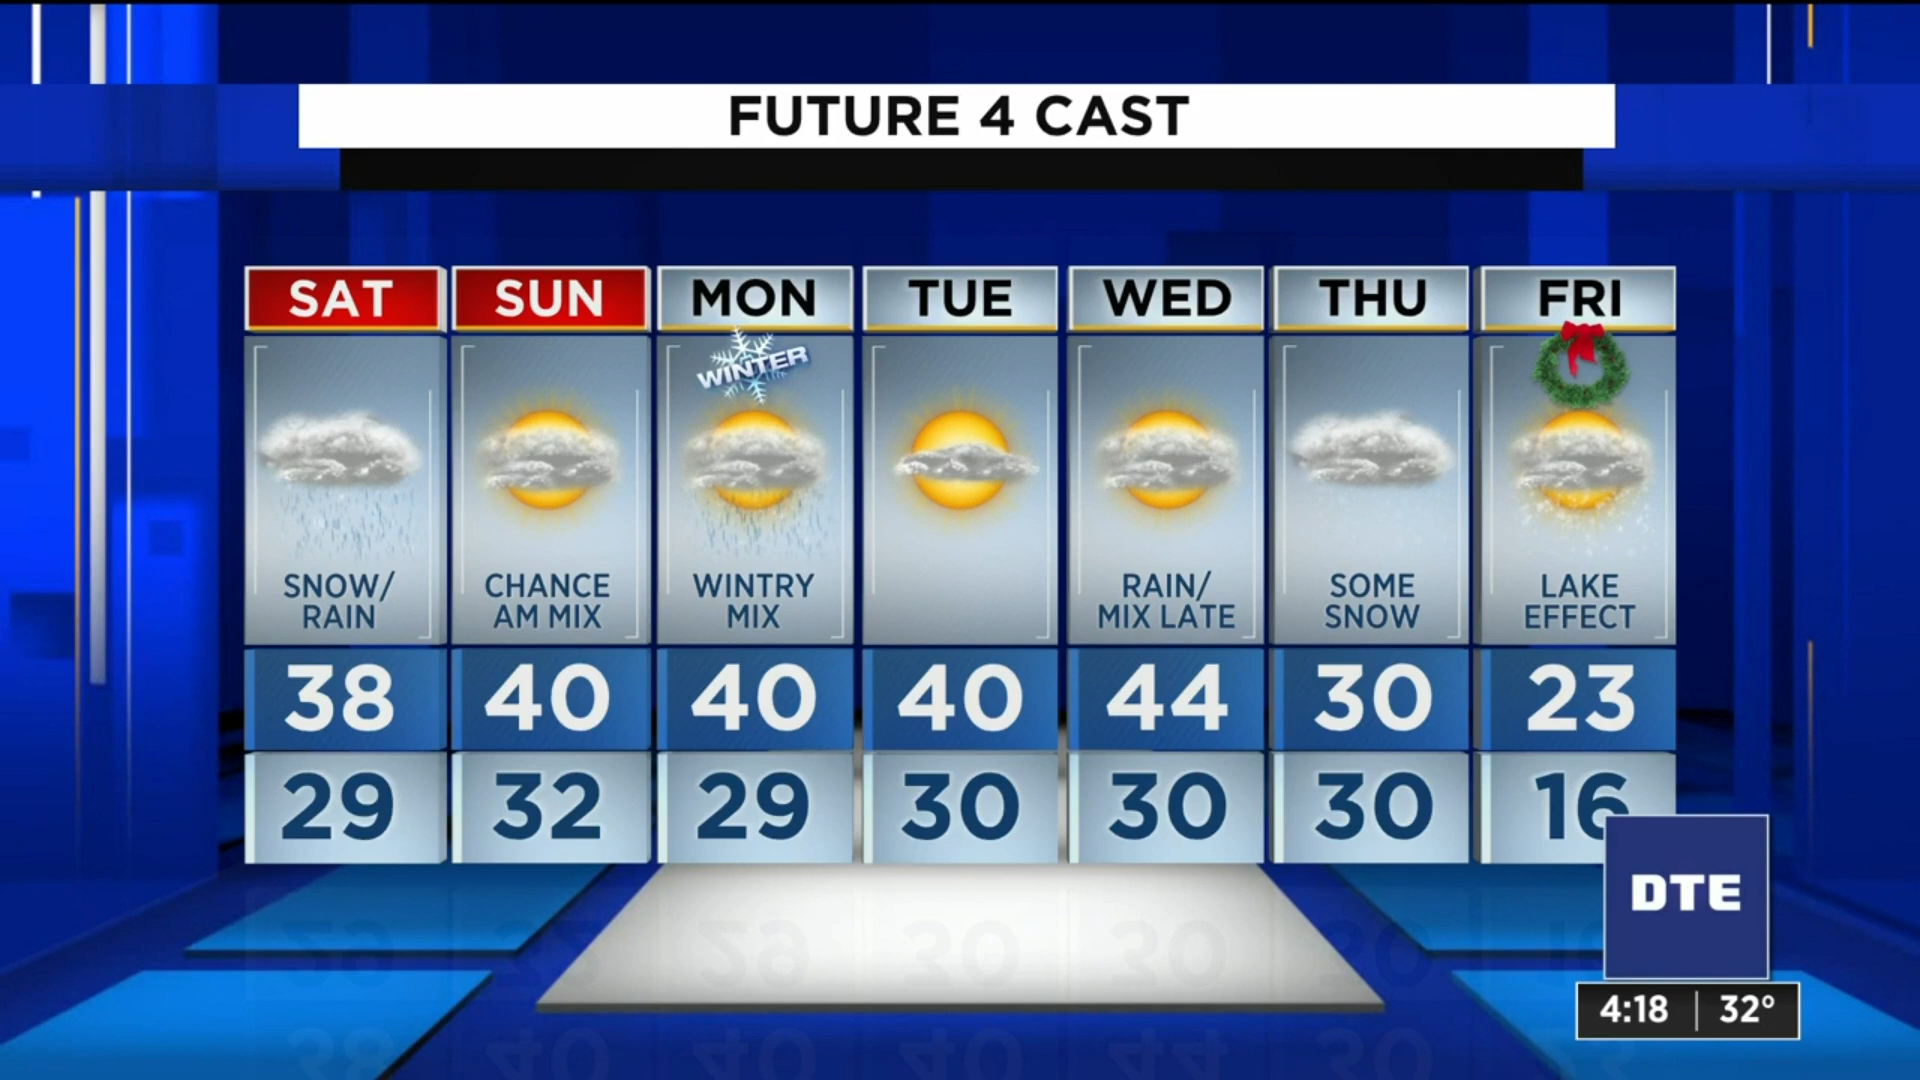 FUTURE 4 CAST
SAT SUN MON TUE WED THU FRI
WINTER
SNOW/ CHANCE WINTRY RAIN/ SOME LAKE
RAIN AM MIX MIX MIX LATE SNOW EFFECT
38 40 40 40 44 30 23
29 32 29 30 30 30 16
DTE
4:18 32°